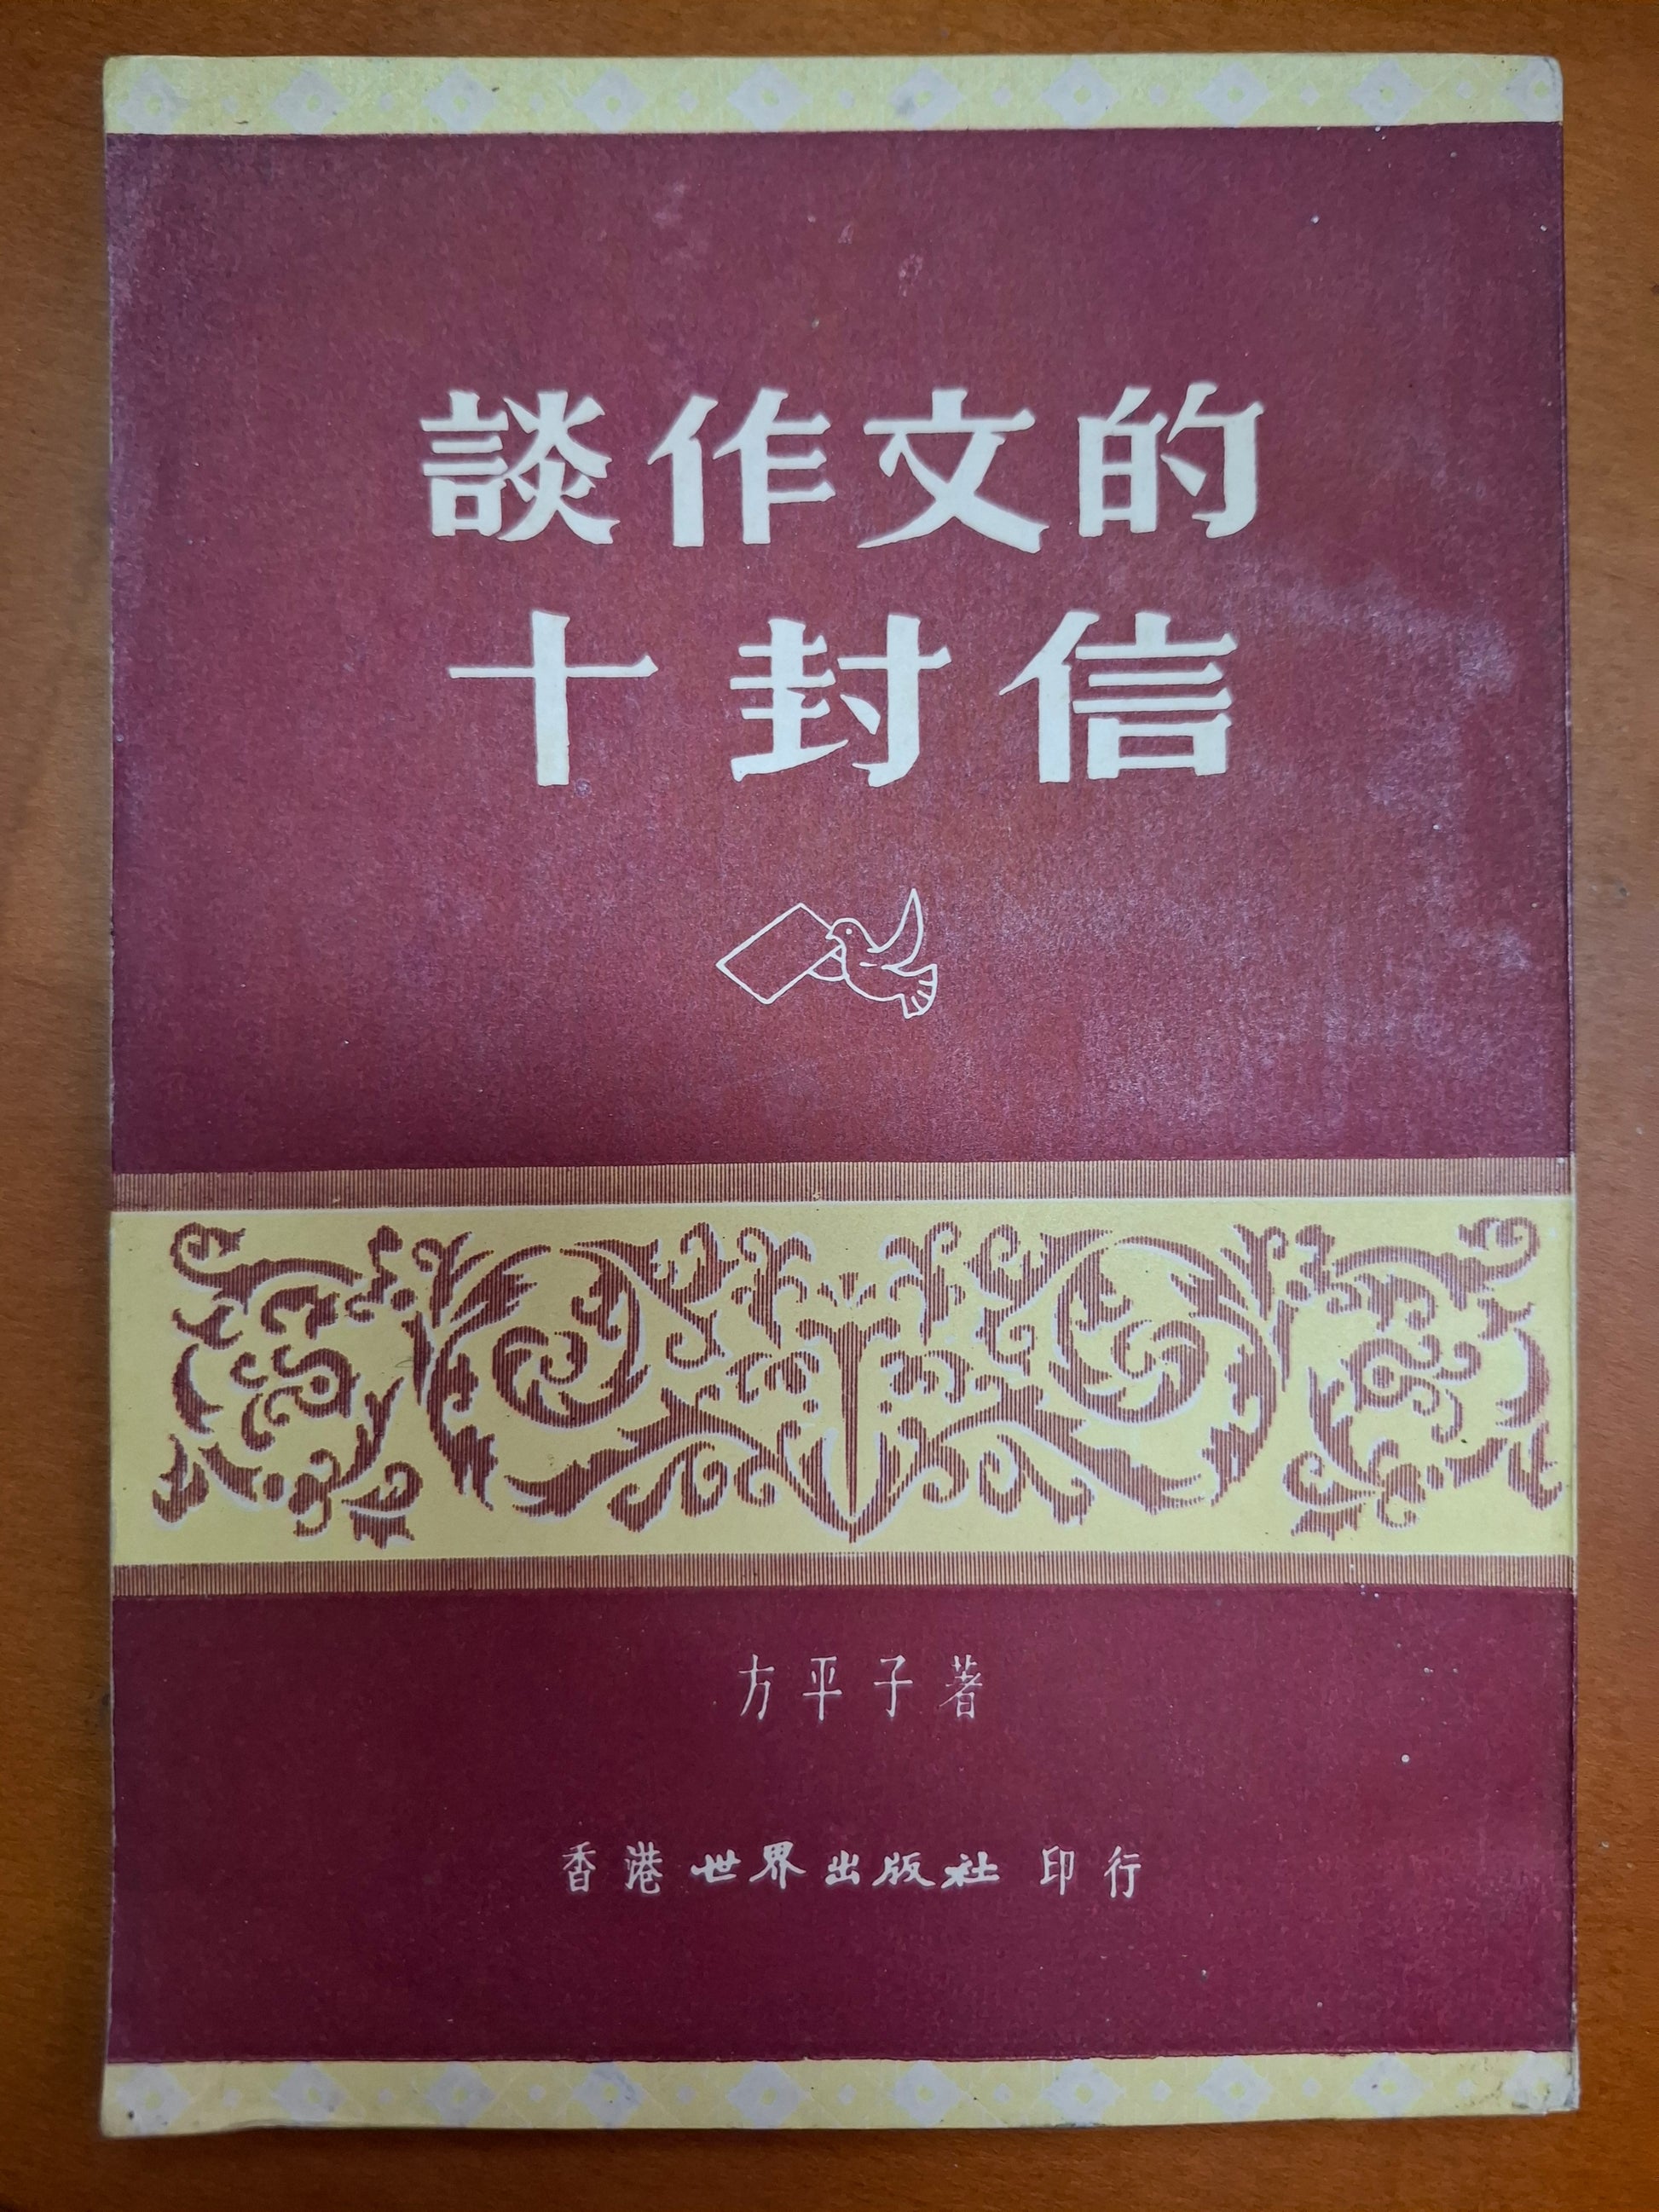 談作文的
十封信
方平子著
香港世界出版社印行